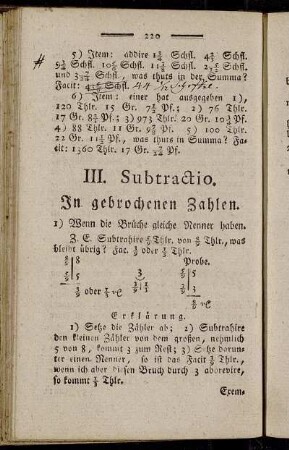 220
5) Item: addire 1¼ Schfl. 4¾ Schfl.
Schfl. Schfl. 11¼ Schfl. Schfl.
und Schfl., was thuts in der Summa?
Facit: Schfl.
6) Item: einer hat ausgegeben 1),
120 Thlr. 15 Gr. Pf.; 2) 76 Thlr.
17 Gr. Pf.; 3) 973 Thlr. 20 Gr. Pf.
4) 88 Thlr. 11 Gr. Pf. 5) 100 Thlr.
22 Gr. Pf., was thuts in Summa? Fa-
cit: 1360 Thlr. 17 Gr. Pf.
III. Subtractio.
In gebrochenen Zahlen.
1) Wenn die Brüche gleiche Nenner haben.
Z. E. Subtrahire Thlr. von Thlr., was
bleibt übrig? Fac. oder Thlr.
Probe.
oder
Erklärung.
1) Setze die Zähler ab; 2) Subtrahire
den kleinen Zähler von dem großen, nehmlich
5 von 8, kommt 3 zum Rest; 3) Setze darun-
ter einen Nenner, so ist das Facit Thlr.,
wenn ich aber diesen Bruch durch 3 aborevire,
so kommt Thlr.
Exem-